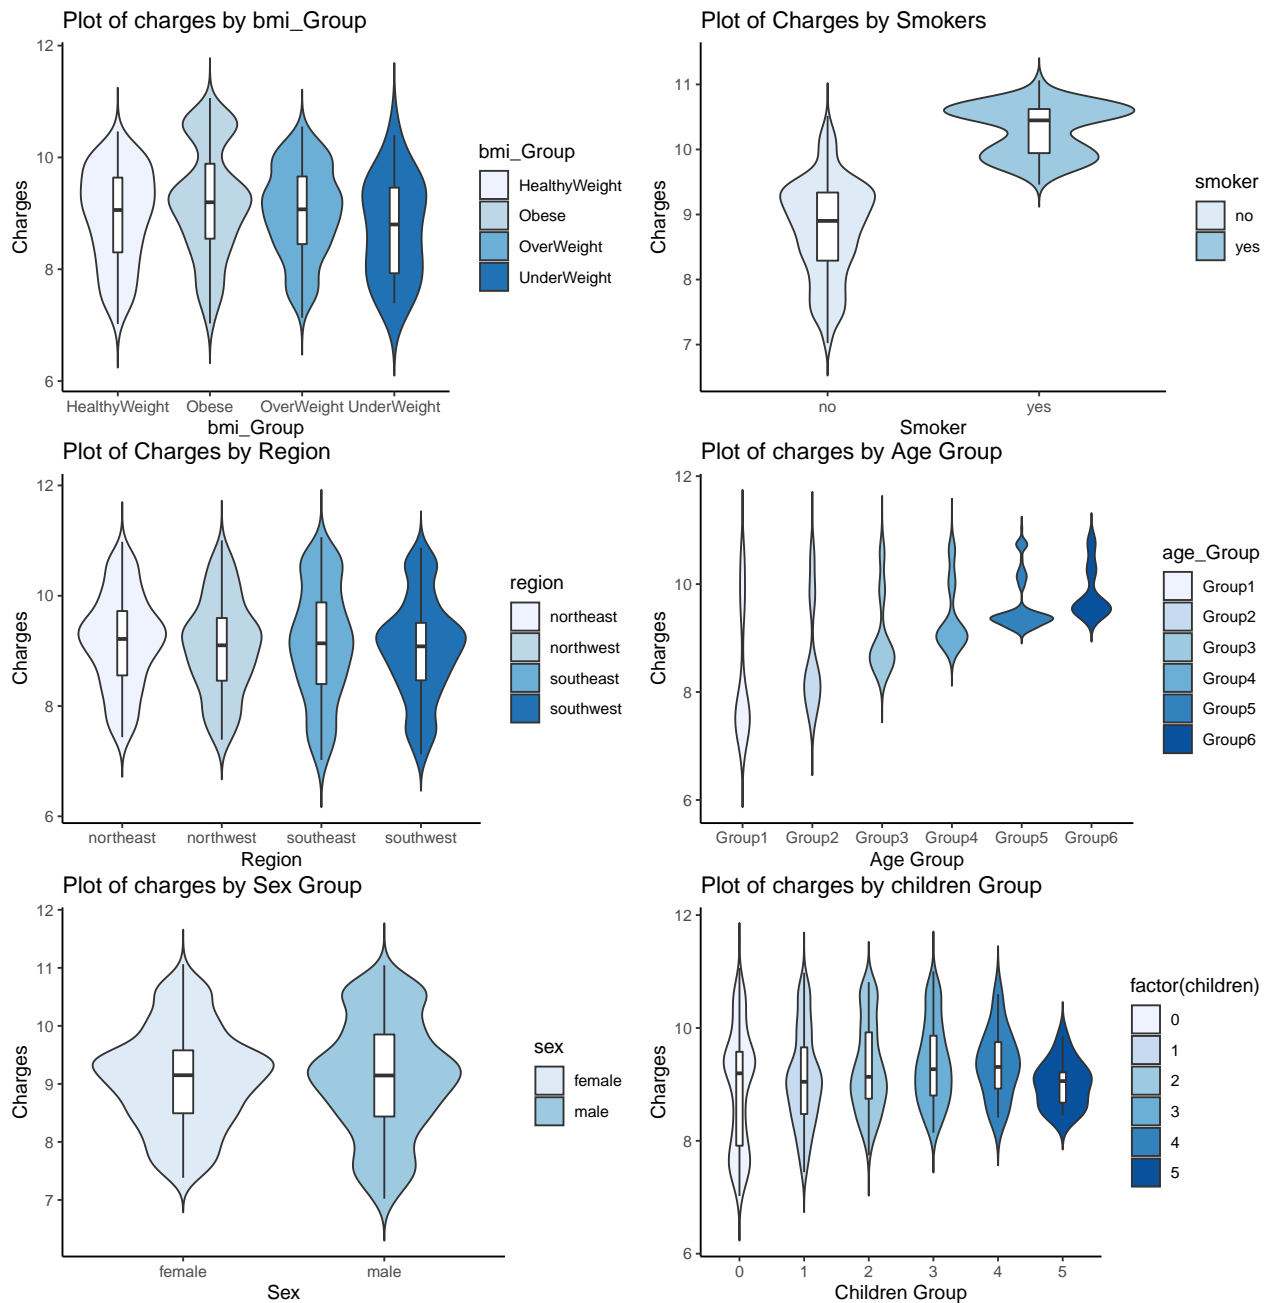 Plot of charges by bmi_Group
12
10
8
6
Charges
HealthyWeight Obese OverWeight UnderWeight
bmi_Group
bmi_Group
HealthyWeight
Obese
OverWeight
UnderWeight
Plot of Charges by Smokers
11
10
9
8
7
Charges
no yes
Smoker
smoker
no
yes
Plot of Charges by Region
12
10
8
6
Charges
northeast northwest southeast southwest
Region
region
northeast
northwest
southeast
southwest
Plot of charges by Age Group
12
10
8
6
Charges
Group1 Group2 Group3 Group4 Group5 Group6
Age Group
age_Group
Group1
Group2
Group3
Group4
Group5
Group6
Plot of charges by Sex Group
12
11
10
9
8
7
Charges
female male
Sex
sex
female
male
Plot of charges by children Group
12
10
8
6
Charges
0 1 2 3 4 5
Children Group
factor(children)
0
1
2
3
4
5